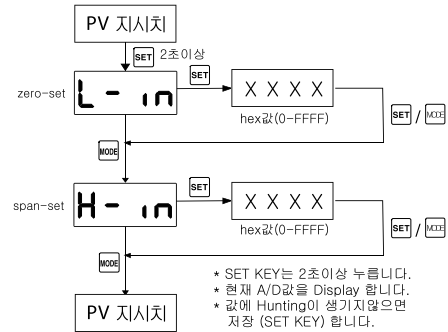 PV 지시치
SET 2초이상
zero-set
L - in
SET
X X X X
hex값(0-FFFF)
SET / MODE
MODE
span-set
H - in
SET
X X X X
hex값(0-FFFF)
SET / MODE
MODE
PV 지시치
* SET KEY는 2초이상 누릅니다.
* 현재 A/D값을 Display 합니다.
* 값에 Hunting이 생기지않으면
저장 (SET KEY) 합니다.